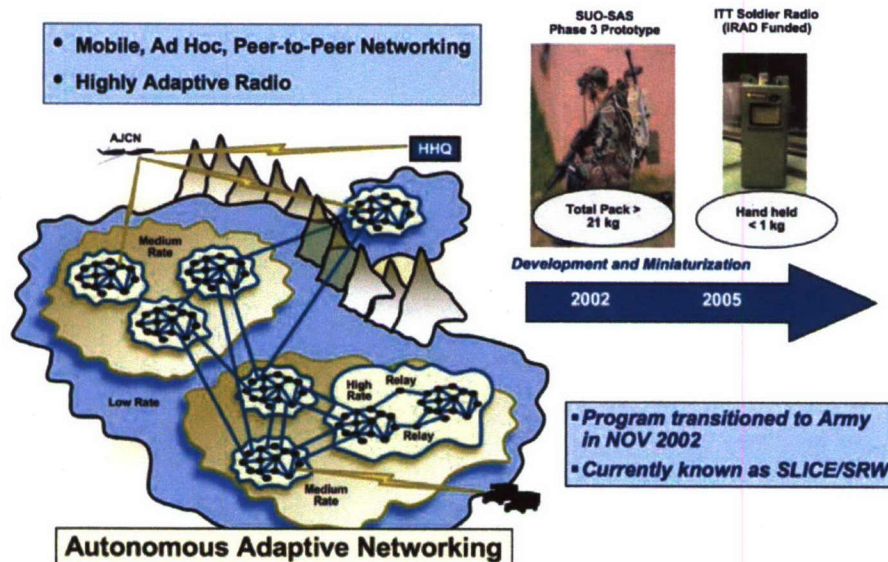 • Mobile, Ad Hoc, Peer-to-Peer Networking
• Highly Adaptive Radio
SUO-SAS
Phase 3 Prototype
ITT Soldier Radio
(IRAD Funded)
AJCN
HHQ
Total Pack >
21 kg
Hand held
< 1 kg
Medium
Rate
Development and Miniaturization
2002
2005
Low Rate
High
Rate
Relay
Relay
Medium
Rate
▪ Program transitioned to Army
in NOV 2002
▪ Currently known as SLICE/SRW
Autonomous Adaptive Networking